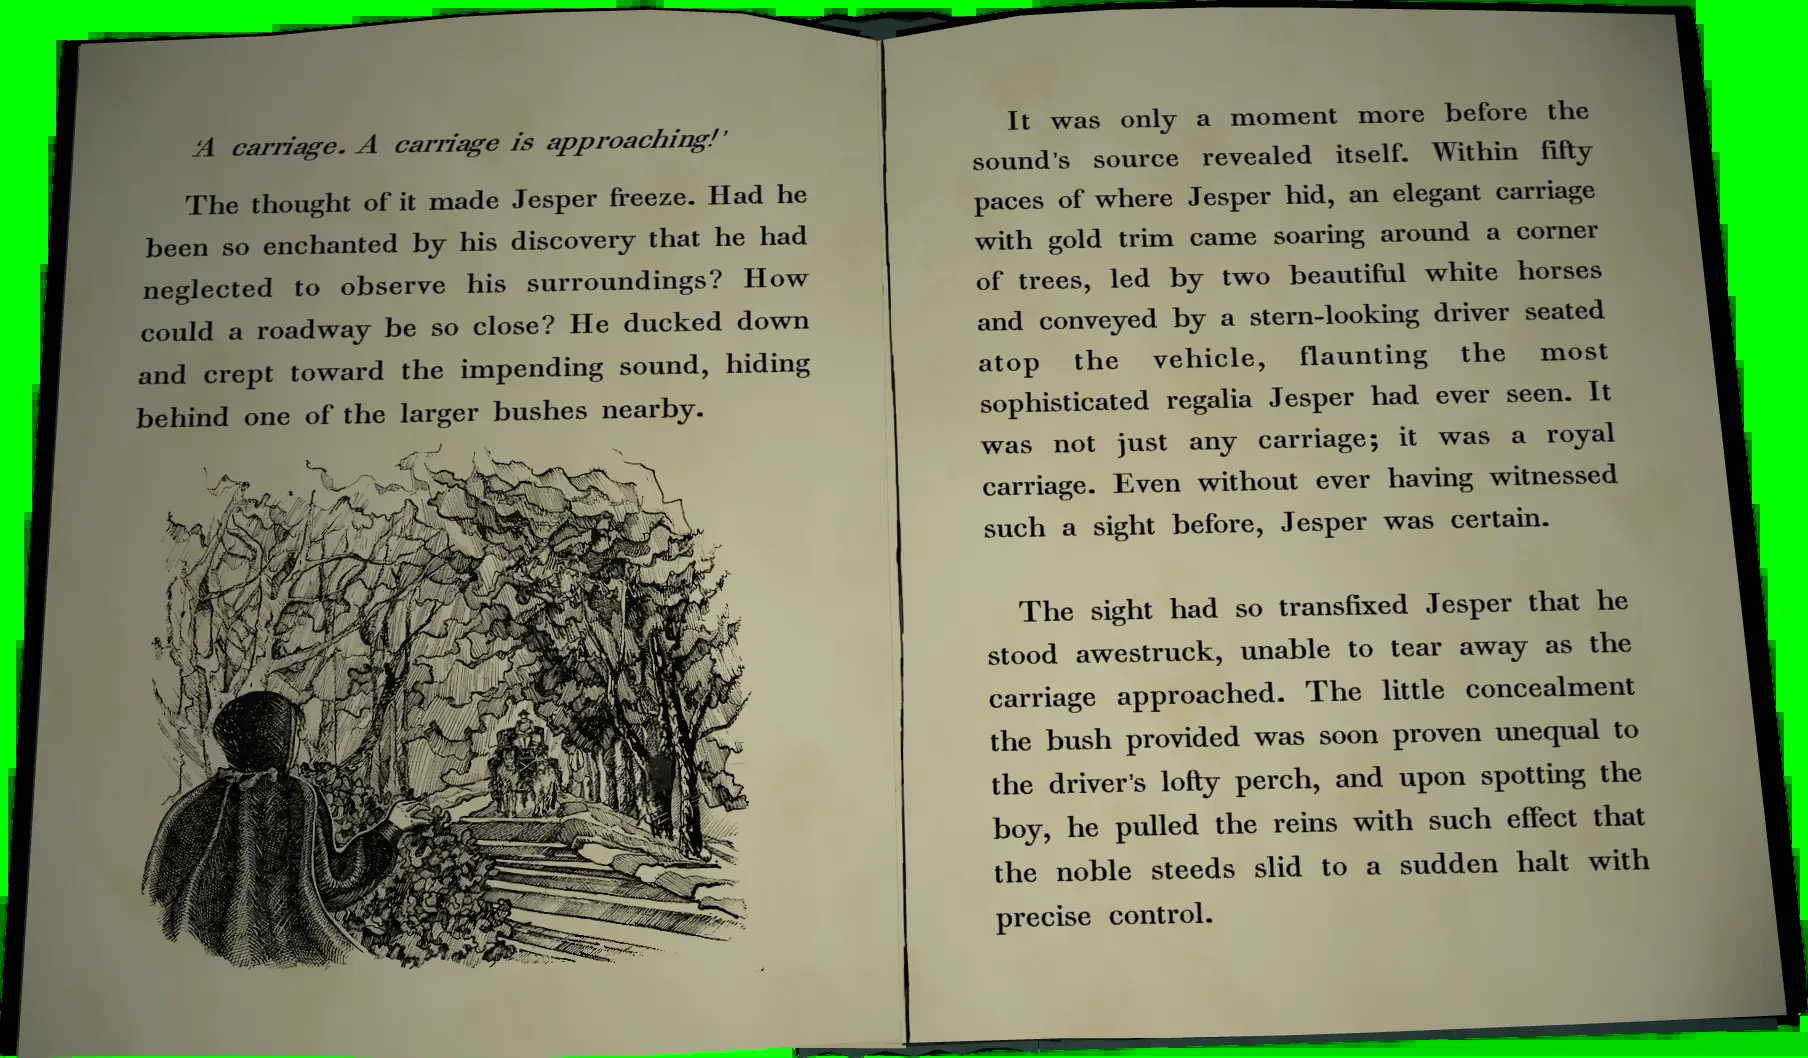 'A carriage. A carriage is approaching!'
The thought of it made Jesper freeze. Had he
been so enchanted by his discovery that he had
neglected to observe his surroundings? How
could a roadway be so close? He ducked down
and crept toward the impending sound, hiding
behind one of the larger bushes nearby.
It was only a moment more before the
sound's source revealed itself. Within fifty
paces of where Jesper hid, an elegant carriage
with gold trim came soaring around a corner
of trees, led by two beautiful white horses
and conveyed by a stern-looking driver seated
atop the vehicle, flaunting the most
sophisticated regalia Jesper had ever seen. It
was not just any carriage; it was a royal
carriage. Even without ever having witnessed
such a sight before, Jesper was certain.
The sight had so transfixed Jesper that he
stood awestruck, unable to tear away as the
carriage approached. The little concealment
the bush provided was soon proven unequal to
the driver's lofty perch, and upon spotting the
boy, he pulled the reins with such effect that
the noble steeds slid to a sudden halt with
precise control.